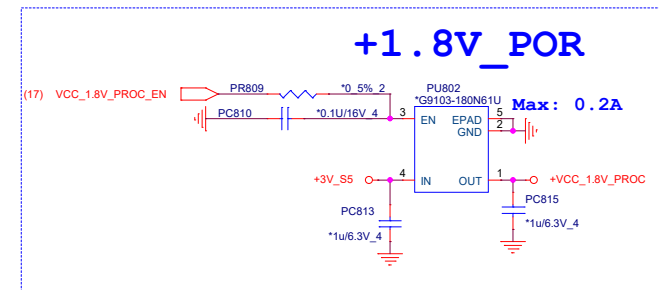 +1.8V_POR
(17) VCC_1.8V_PROC_EN PR809 *0_5%_2 PU802
*G9103-180N61U Max: 0.2A
PC810 *0.1U/16V_4 3 EN EPAD 5
GND 2
+3V_S5 4 IN OUT 1 +VCC_1.8V_PROC
PC813 PC815
*1u/6.3V_4 *1u/6.3V_4